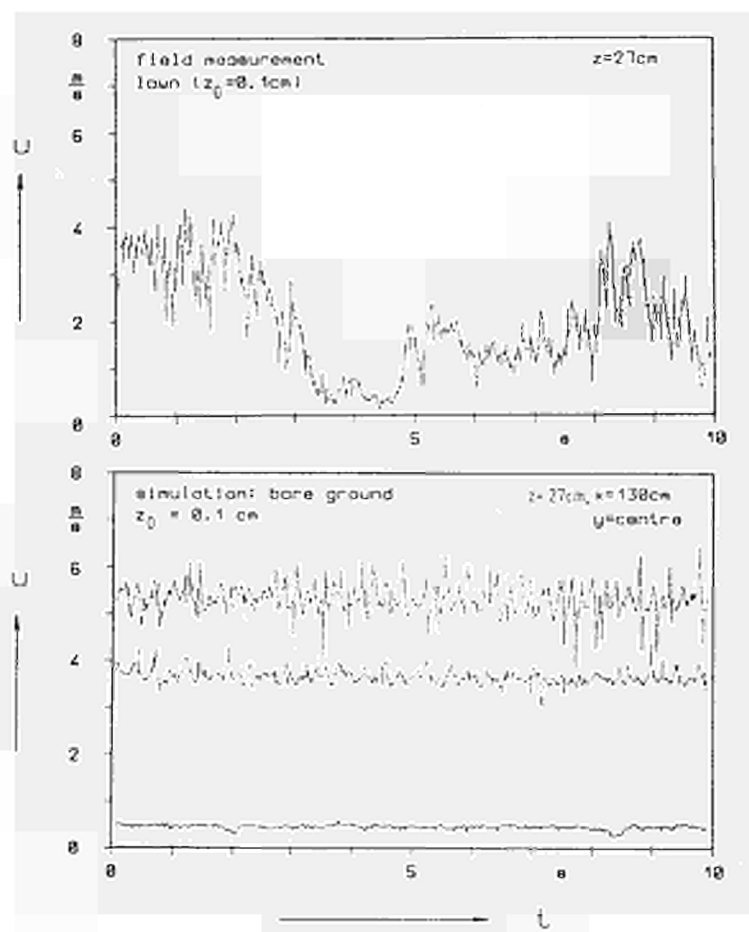 8
field measurement
z=27cm
lawn (z₀=0.1cm)
m
s
6
U
4
2
0
0
5
s
10
8
simulation: bare ground
z=27cm, x=130cm
z₀ = 0.1 cm
y=centre
m
s
6
U
4
2
0
0
5
s
10
t